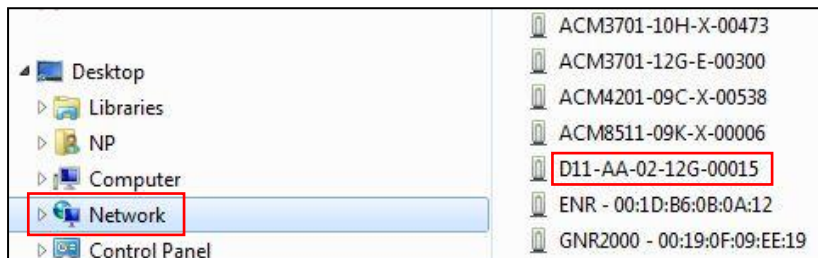 Desktop
Libraries
NP
Computer
Network
Control Panel
ACM3701-10H-X-00473
ACM3701-12G-E-00300
ACM4201-09C-X-00538
ACM8511-09K-X-00006
D11-AA-02-12G-00015
ENR - 00:1D:B6:0B:0A:12
GNR2000 - 00:19:0F:09:EE:19